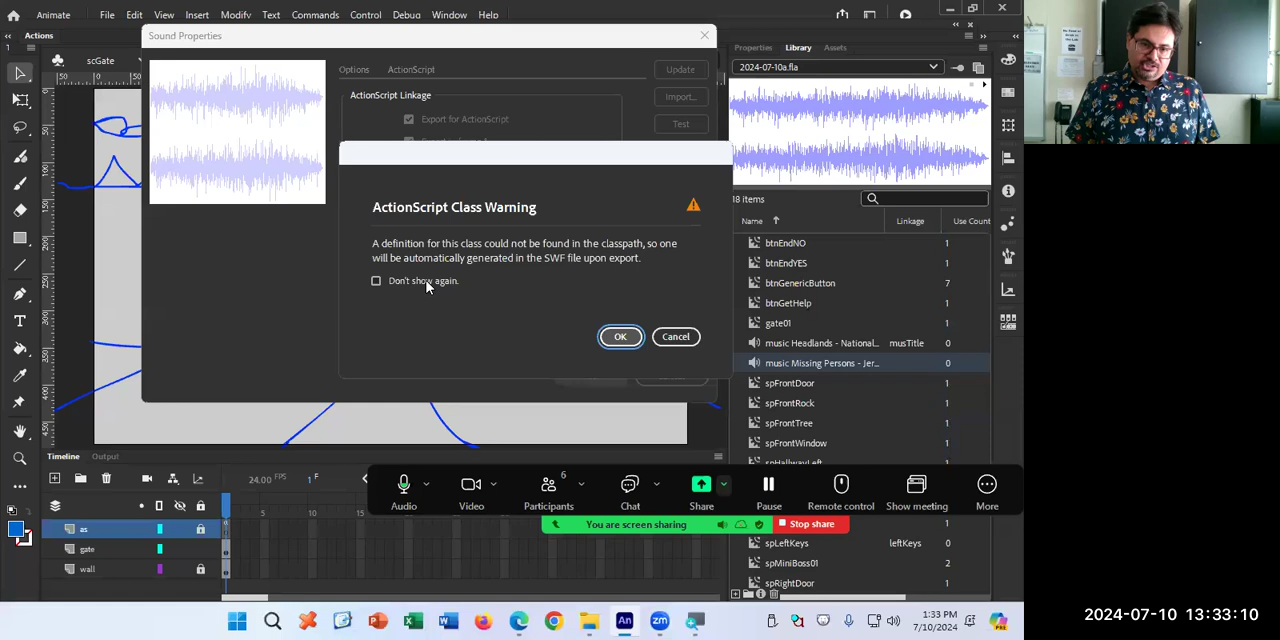 Animate File Edit View Insert Modify Text Commands Control Debug Window Help
Actions
scGate
Sound Properties
Options ActionScript
Update
ActionScript Linkage
Import...
Export for ActionScript
Test
ActionScript Class Warning
A definition for this class could not be found in the classpath, so one
will be automatically generated in the SWF file upon export.
Don't show again.
OK Cancel
Properties Library Assets
2024-07-10a.fla
18 items
Name Linkage Use Count
btnEndNO 1
btnEndYES 1
btnGenericButton 7
btnGetHelp 1
gate01 1
music Headlands - National... musTitle 0
music Missing Persons - Jer... 0
spFrontDoor 1
spFrontRock 1
spFrontTree 1
spFrontWindow 1
spHallwayLeft 1
1
spLeftKeys leftKeys 0
spMiniBoss01 2
spRightDoor 1
Timeline Output
24.00 FPS 1 F
5 10 15
as
gate
wall
6
Audio Video Participants Chat Share Pause Remote control Show meeting More
You are screen sharing Stop share
1:33 PM
7/10/2024
2024-07-10 13:33:10